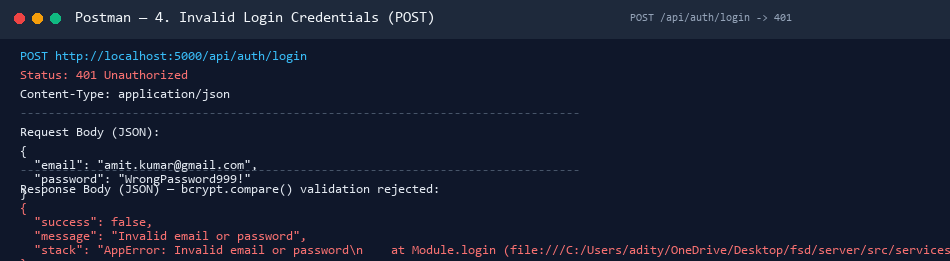 Postman — 4. Invalid Login Credentials (POST)
POST /api/auth/login -> 401
POST http://localhost:5000/api/auth/login
Status: 401 Unauthorized
Content-Type: application/json
--------------------------------------------------------------------------------
Request Body (JSON):
{
"email": "amit.kumar@gmail.com",
--------------------------------------------------------------------------------
"password": "WrongPassword999!"
}
Response Body (JSON) — bcrypt.compare() validation rejected:
{
"success": false,
"message": "Invalid email or password",
"stack": "AppError: Invalid email or password\n    at Module.login (file:///C:/Users/adity/OneDrive/Desktop/fsd/server/src/services